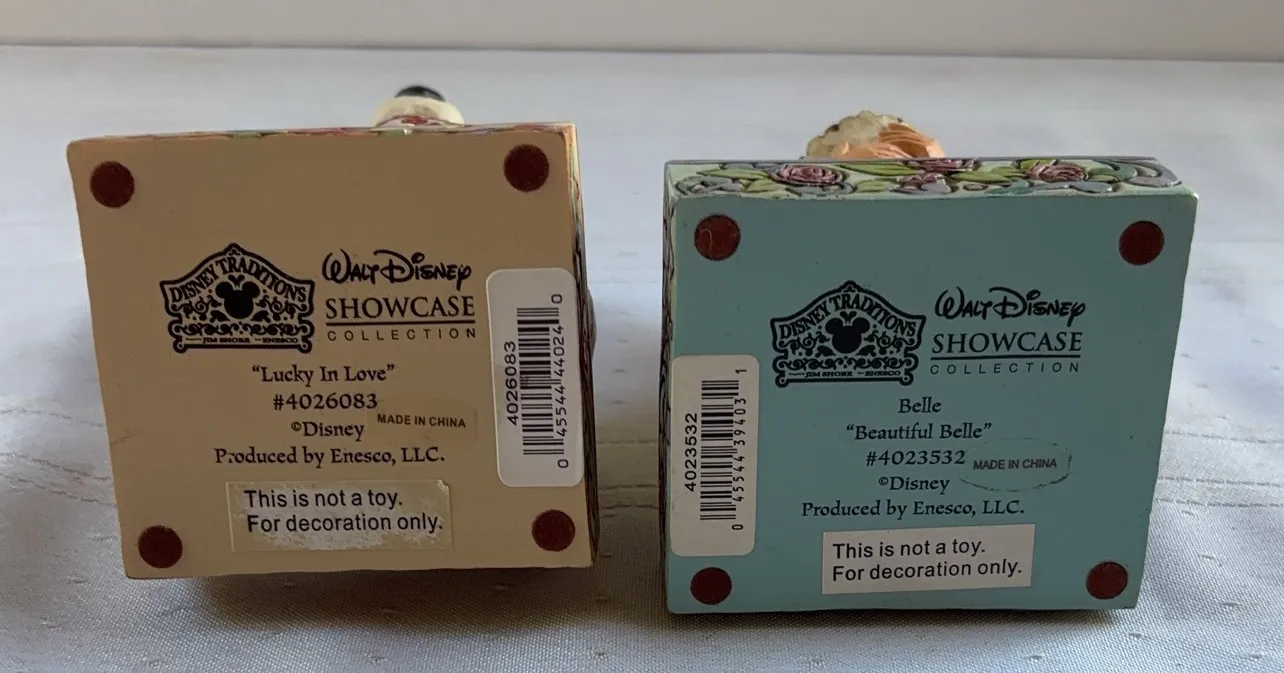 DISNEY TRADITIONS
JIM SHORE ENESCO
WALT DISNEY
SHOWCASE
COLLECTION
"Lucky In Love"
#4026083
©Disney
MADE IN CHINA
Produced by Enesco, LLC.
This is not a toy.
For decoration only.
4026083
0 45544 44024 0
DISNEY TRADITIONS
JIM SHORE ENESCO
WALT DISNEY
SHOWCASE
COLLECTION
Belle
"Beautiful Belle"
#4023532
MADE IN CHINA
©Disney
Produced by Enesco, LLC.
This is not a toy.
For decoration only.
4023532
0 45544 39403 1